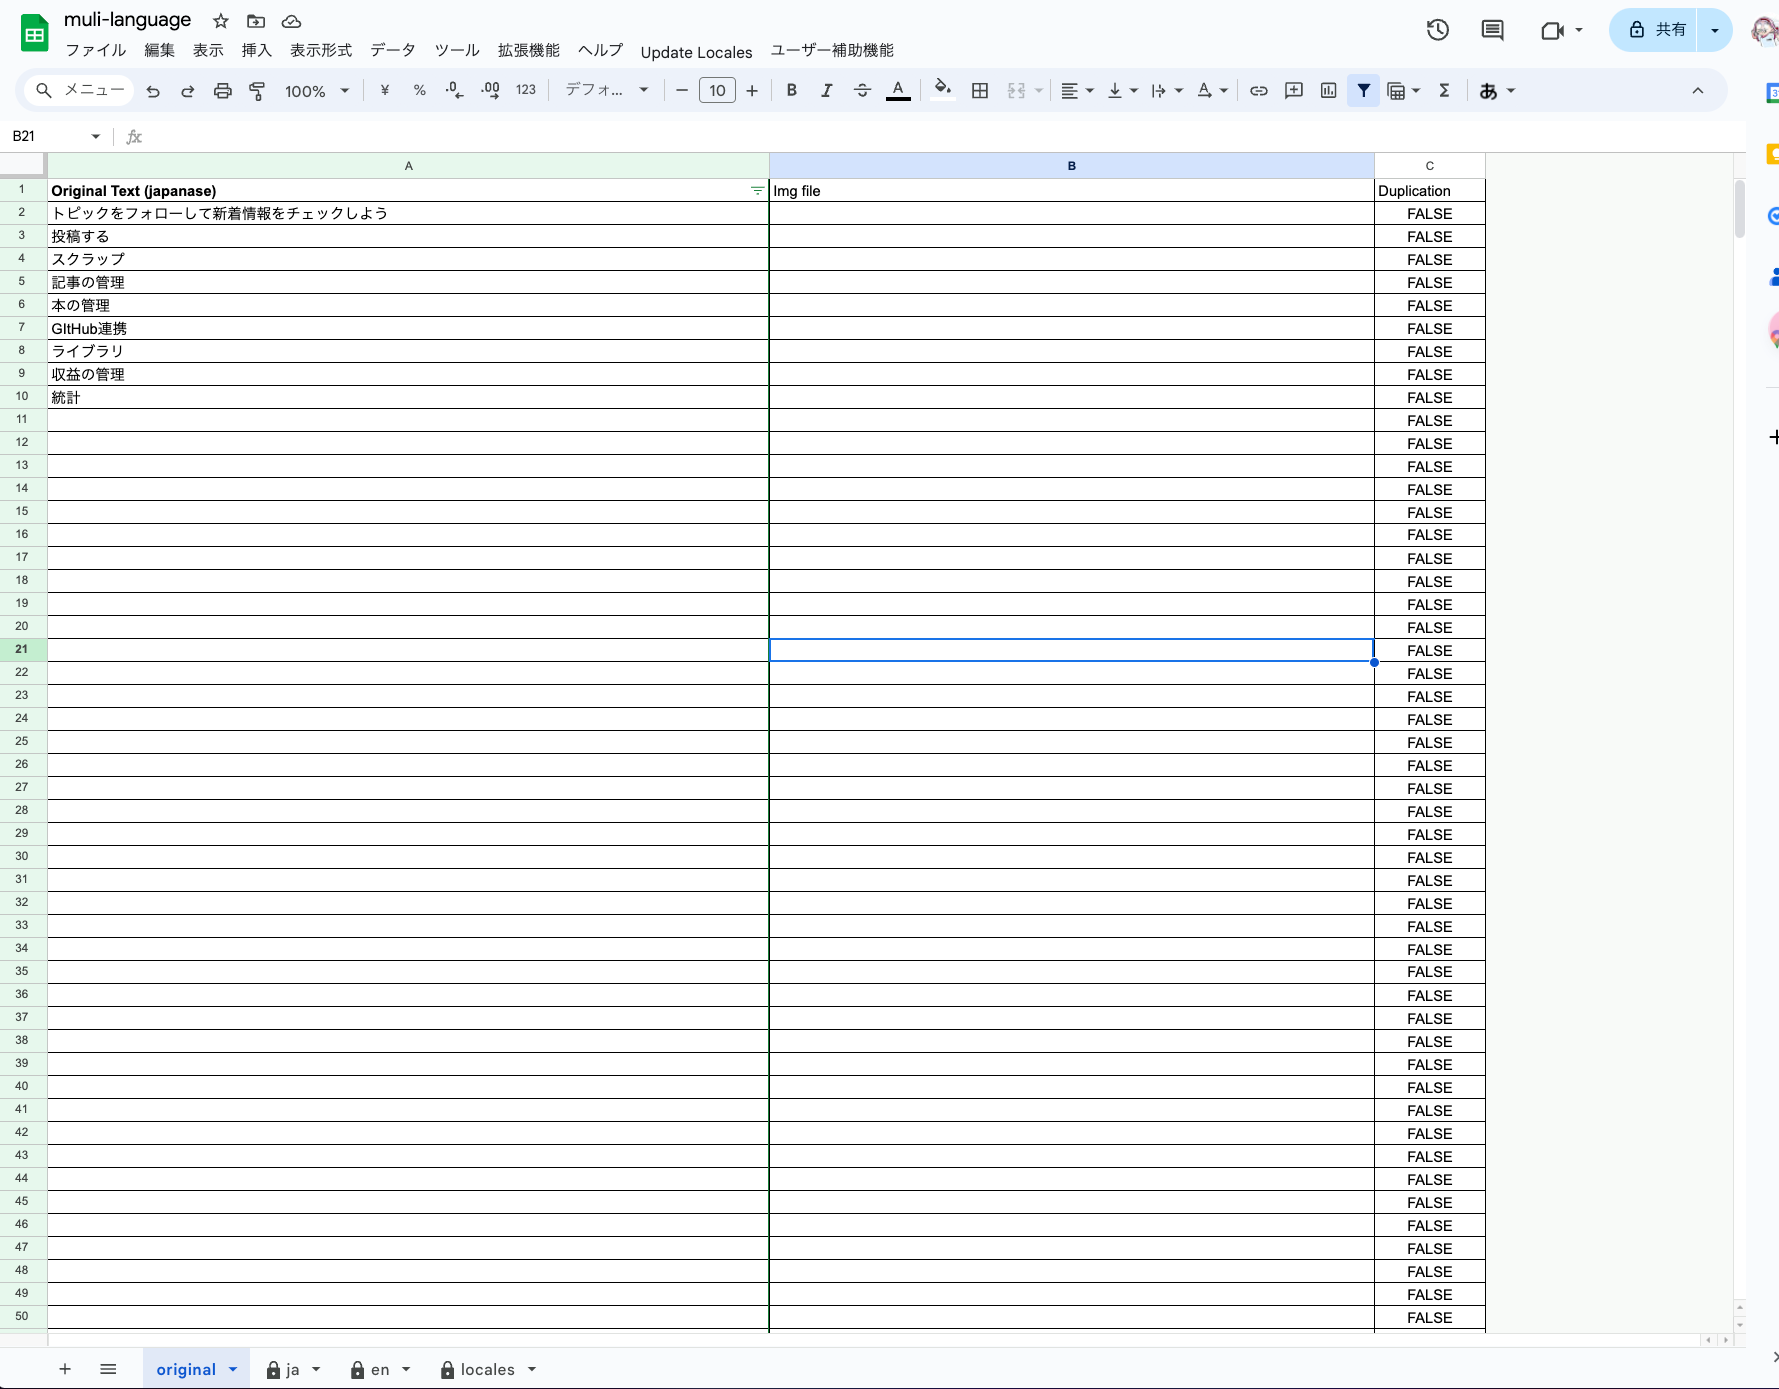 muli-language
ファイル 編集 表示 挿入 表示形式 データ ツール 拡張機能 ヘルプ Update Locales ユーザー補助機能
共有
メニュー 100% ¥ % .0 .00 123 デフォ... 10 B I A あ
B21 fx
A B C
1 Original Text (japanase) Img file Duplication
2 トピックをフォローして新着情報をチェックしよう FALSE
3 投稿する FALSE
4 スクラップ FALSE
5 記事の管理 FALSE
6 本の管理 FALSE
7 GItHub連携 FALSE
8 ライブラリ FALSE
9 収益の管理 FALSE
10 統計 FALSE
11 FALSE
12 FALSE
13 FALSE
14 FALSE
15 FALSE
16 FALSE
17 FALSE
18 FALSE
19 FALSE
20 FALSE
21 FALSE
22 FALSE
23 FALSE
24 FALSE
25 FALSE
26 FALSE
27 FALSE
28 FALSE
29 FALSE
30 FALSE
31 FALSE
32 FALSE
33 FALSE
34 FALSE
35 FALSE
36 FALSE
37 FALSE
38 FALSE
39 FALSE
40 FALSE
41 FALSE
42 FALSE
43 FALSE
44 FALSE
45 FALSE
46 FALSE
47 FALSE
48 FALSE
49 FALSE
50 FALSE
original ja en locales